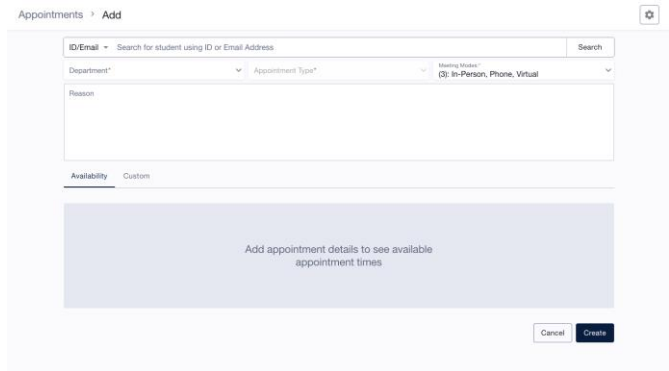 Appointments > Add
ID/Email Search for student using ID or Email Address Search
Department* Appointment Type* Meeting Modes*
(3): In-Person, Phone, Virtual
Reason
Availability Custom
Add appointment details to see available
appointment times
Cancel Create